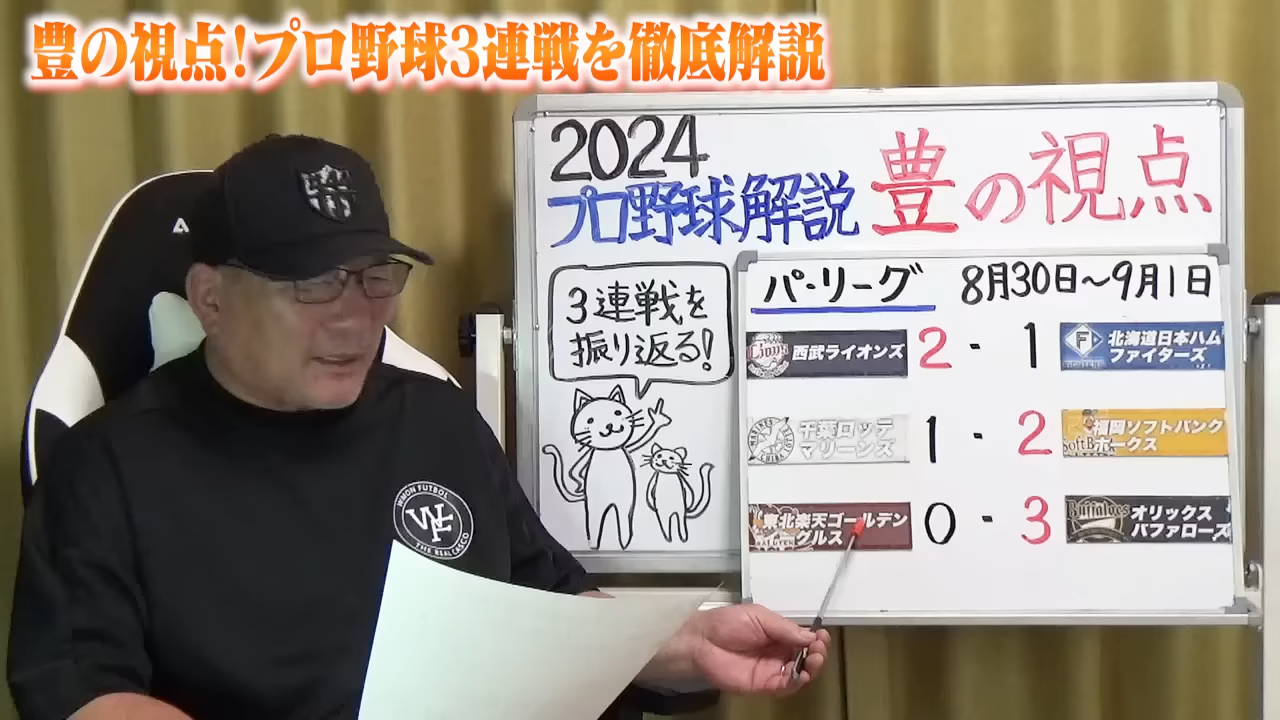 豊の視点！プロ野球3連戦を徹底解説
2024
プロ野球解説 豊の視点
3連戦を
振り返る!
パ・リーグ 8月30日～9月1日
西武ライオンズ 2 - 1 北海道日本ハム
ファイターズ
千葉ロッテ
マリーンズ 1 - 2 福岡ソフトバンク
ホークス
東北楽天ゴールデン
グルス 0 - 3 オリックス
バファローズ
Buffaloes
WMON FUTBOL
WF
THE REAL CASCO